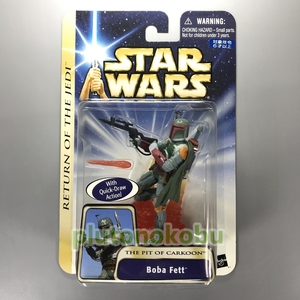 WARNING:
CHOKING HAZARD - Small parts.
Not for children under 3 years.
STAR
WARS
RETURN OF THE JEDI
With
Quick-Draw
Action!
plutonokobu
THE PIT OF CARKOON
Boba Fett
Hasbro